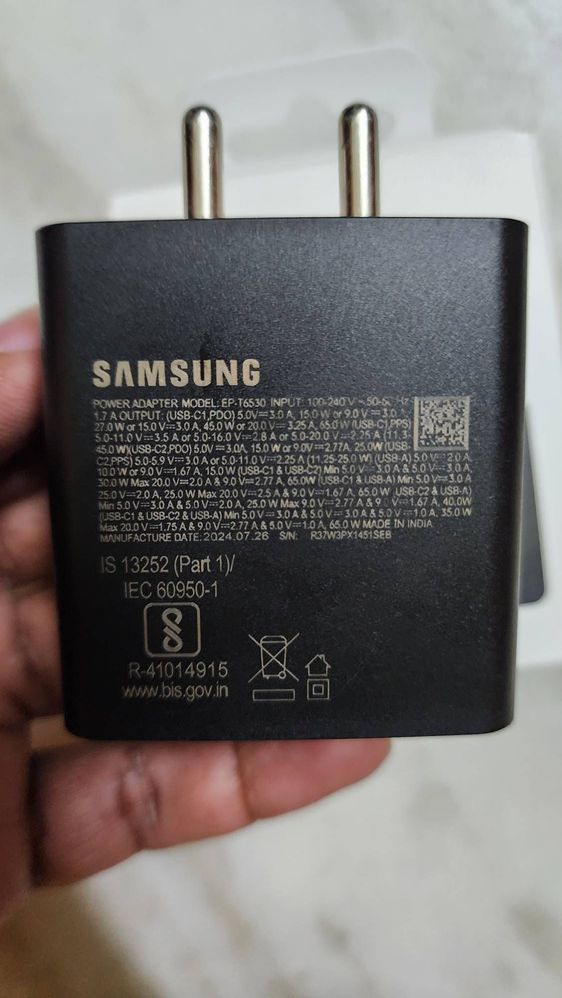 SAMSUNG
POWER ADAPTER MODEL: EP-T6530 INPUT: 100-240 V ~ 50-60 Hz
1.7 A OUTPUT: (USB-C1,PDO) 5.0V⎓3.0 A, 15.0 W or 9.0 V⎓3.0
27.0 W or 15.0 V⎓3.0 A, 45.0 W or 20.0 V⎓3.25 A, 65.0 W (USB-C1,PPS)
5.0-11.0 V⎓3.5 A or 5.0-16.0 V⎓2.8 A or 5.0-20.0 V⎓2.25 A (11.3-
45.0 W)(USB-C2,PDO) 5.0 V⎓3.0A, 15.0W or 9.0V⎓2.77A, 25.0W (USB-
C2,PPS) 5.0-5.9 V⎓3.0 A or 5.0-11.0 V⎓2.25 A (11.25-25.0 W) (USB-A) 5.0 V⎓2.0 A,
10.0 W or 9.0 V⎓1.67 A, 15.0 W (USB-C1 & USB-C2) Min 5.0 V⎓3.0 A & 5.0 V⎓3.0 A,
30.0 W Max 20.0 V⎓2.0 A & 9.0 V⎓2.77 A, 65.0W (USB-C1 & USB-A) Min 5.0 V⎓3.0 A
25.0 V⎓2.0 A, 25.0 W Max 20.0 V⎓2.5 A & 9.0 V⎓1.67 A, 65.0 W (USB-C2 & USB-A)
Min 5.0 V⎓3.0 A & 5.0 V⎓2.0 A, 25.0 W Max 9.0 V⎓2.77 A & 9.0 V⎓1.67 A, 40.0W
(USB-C1 & USB-C2 & USB-A) Min 5.0 V⎓3.0 A & 5.0 V⎓3.0 A & 5.0 V⎓1.0 A, 35.0 W
Max 20.0 V⎓1.75 A & 9.0 V⎓2.77 A & 5.0 V⎓1.0 A, 65.0 W MADE IN INDIA
MANUFACTURE DATE: 2024.07.26 S/N: R37W3PX1451SEB
IS 13252 (Part 1)/
IEC 60950-1
R-41014915
www.bis.gov.in